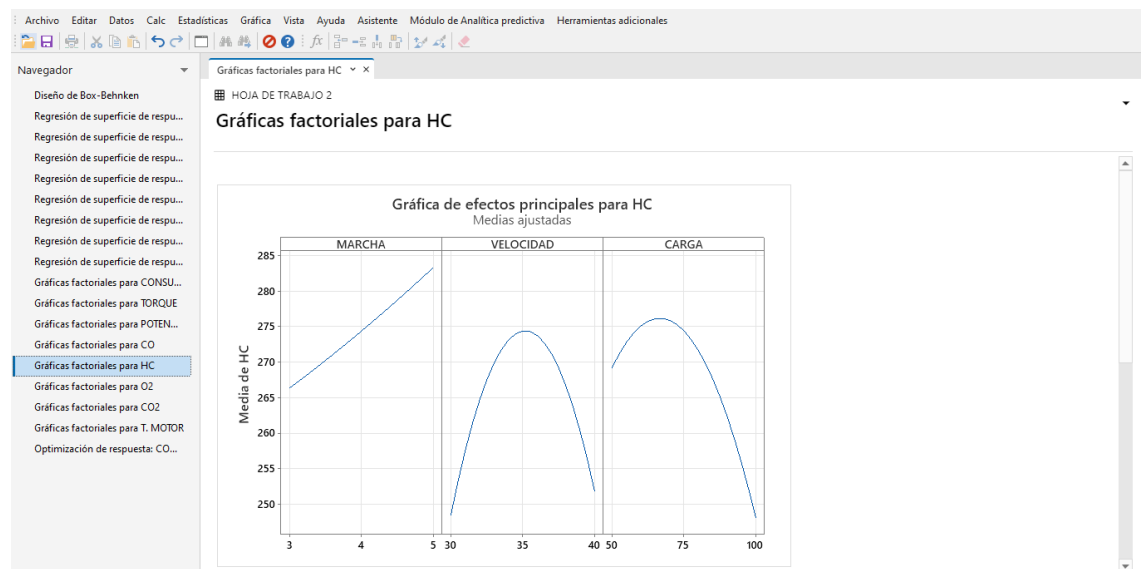 Archivo Editar Datos Calc Estadísticas Gráfica Vista Ayuda Asistente Módulo de Analítica predictiva Herramientas adicionales
Navegador
Gráficas factoriales para HC
Diseño de Box-Behnken
Regresión de superficie de respu...
Regresión de superficie de respu...
Regresión de superficie de respu...
Regresión de superficie de respu...
Regresión de superficie de respu...
Regresión de superficie de respu...
Regresión de superficie de respu...
Regresión de superficie de respu...
Gráficas factoriales para CONSU...
Gráficas factoriales para TORQUE
Gráficas factoriales para POTEN...
Gráficas factoriales para CO
Gráficas factoriales para HC
Gráficas factoriales para O2
Gráficas factoriales para CO2
Gráficas factoriales para T. MOTOR
Optimización de respuesta: CO...
HOJA DE TRABAJO 2
Gráficas factoriales para HC
Gráfica de efectos principales para HC
Medias ajustadas
MARCHA VELOCIDAD CARGA
Media de HC
285
280
275
270
265
260
255
250
3 4 5 30 35 40 50 75 100